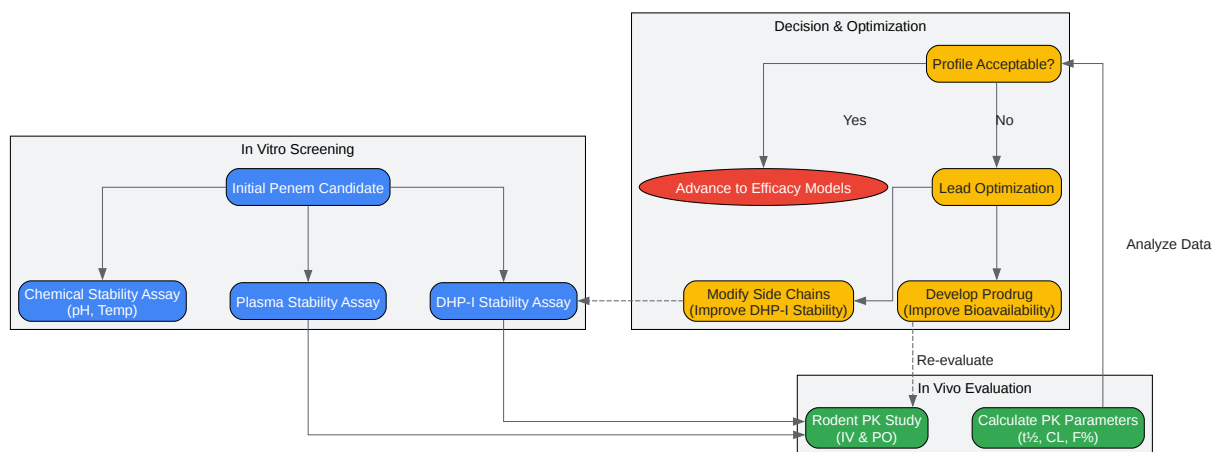 Decision & Optimization
Profile Acceptable?
Yes
No
In Vitro Screening
Initial Penem Candidate
Advance to Efficacy Models
Lead Optimization
Analyze Data
Chemical Stability Assay
(pH, Temp)
Plasma Stability Assay
DHP-I Stability Assay
Modify Side Chains
(Improve DHP-I Stability)
Develop Prodrug
(Improve Bioavailability)
Re-evaluate
In Vivo Evaluation
Rodent PK Study
(IV & PO)
Calculate PK Parameters
(t½, CL, F%)